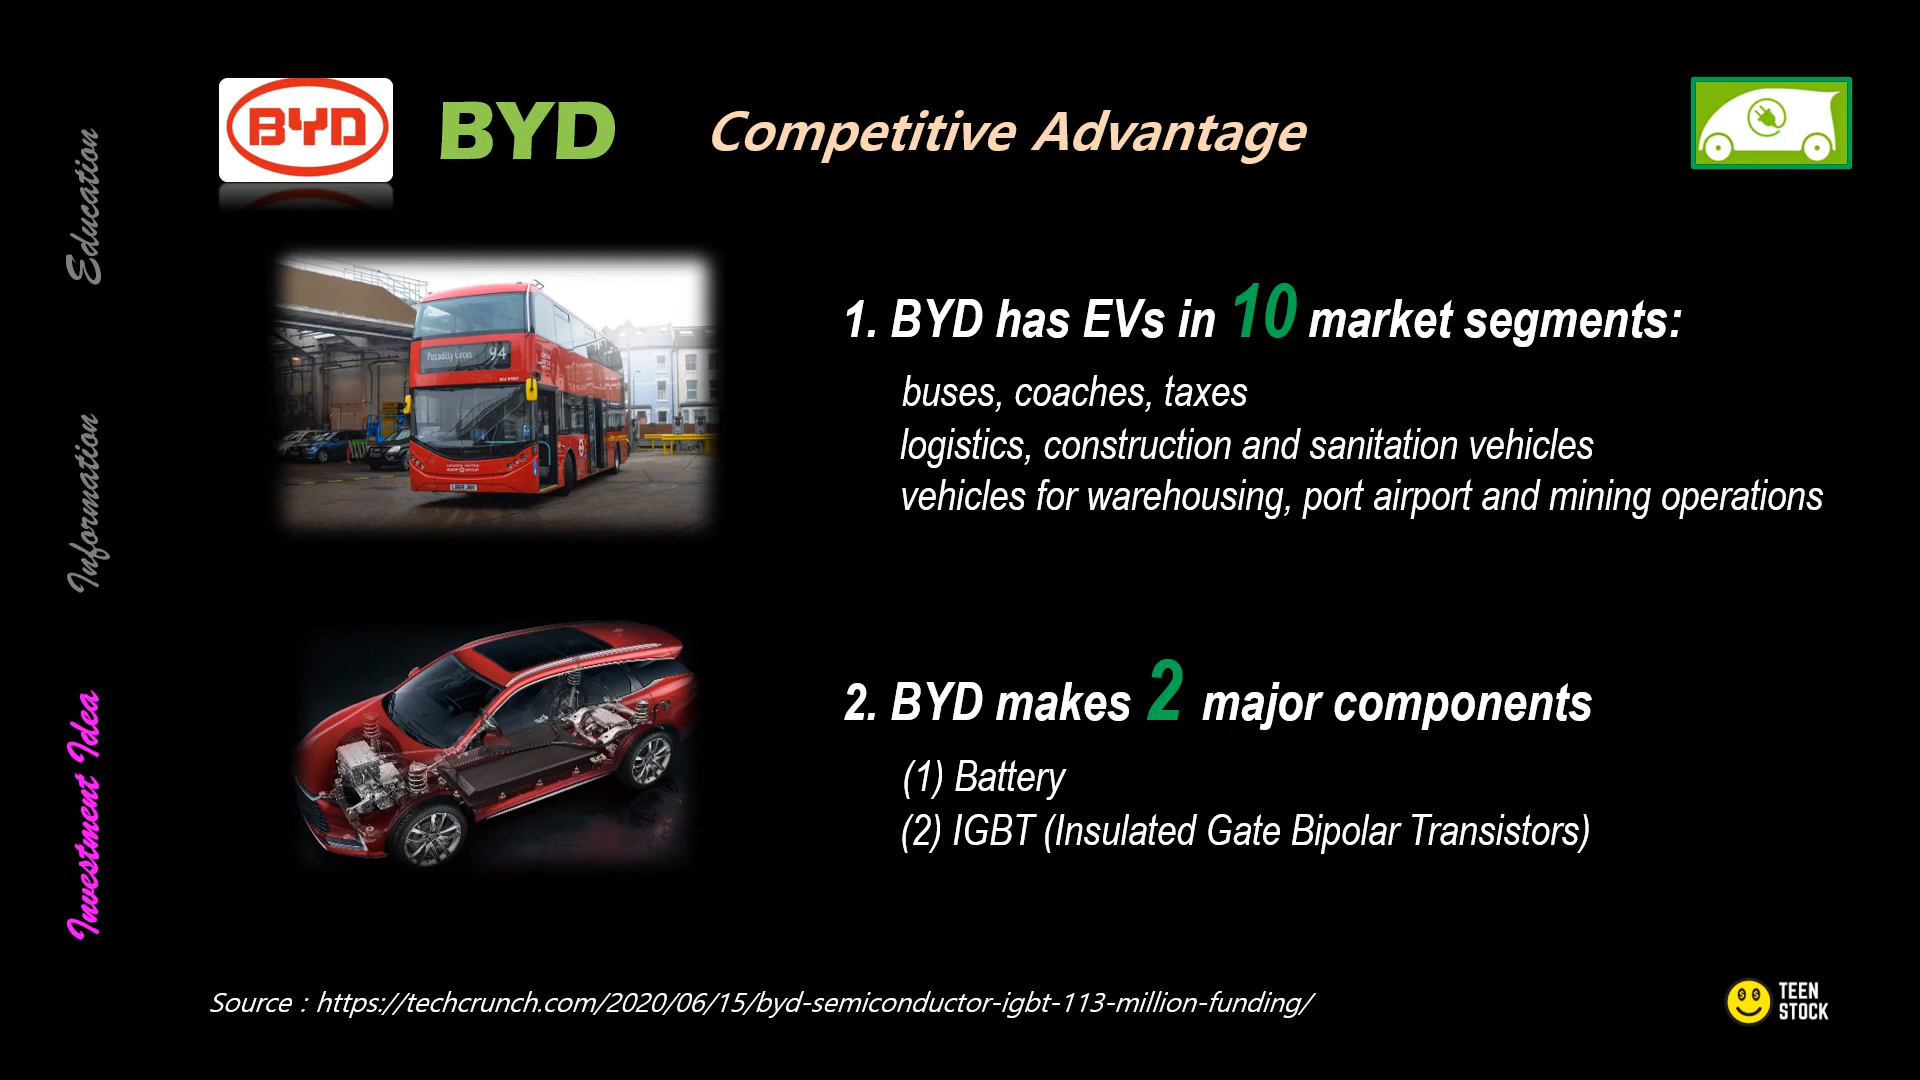 BYD
BYD
Competitive Advantage
Education
Information
Investment Idea
Piccadilly Circus 94
1. BYD has EVs in 10 market segments:
buses, coaches, taxes
logistics, construction and sanitation vehicles
vehicles for warehousing, port airport and mining operations
2. BYD makes 2 major components
(1) Battery
(2) IGBT (Insulated Gate Bipolar Transistors)
Source : https://techcrunch.com/2020/06/15/byd-semiconductor-igbt-113-million-funding/
TEEN
STOCK